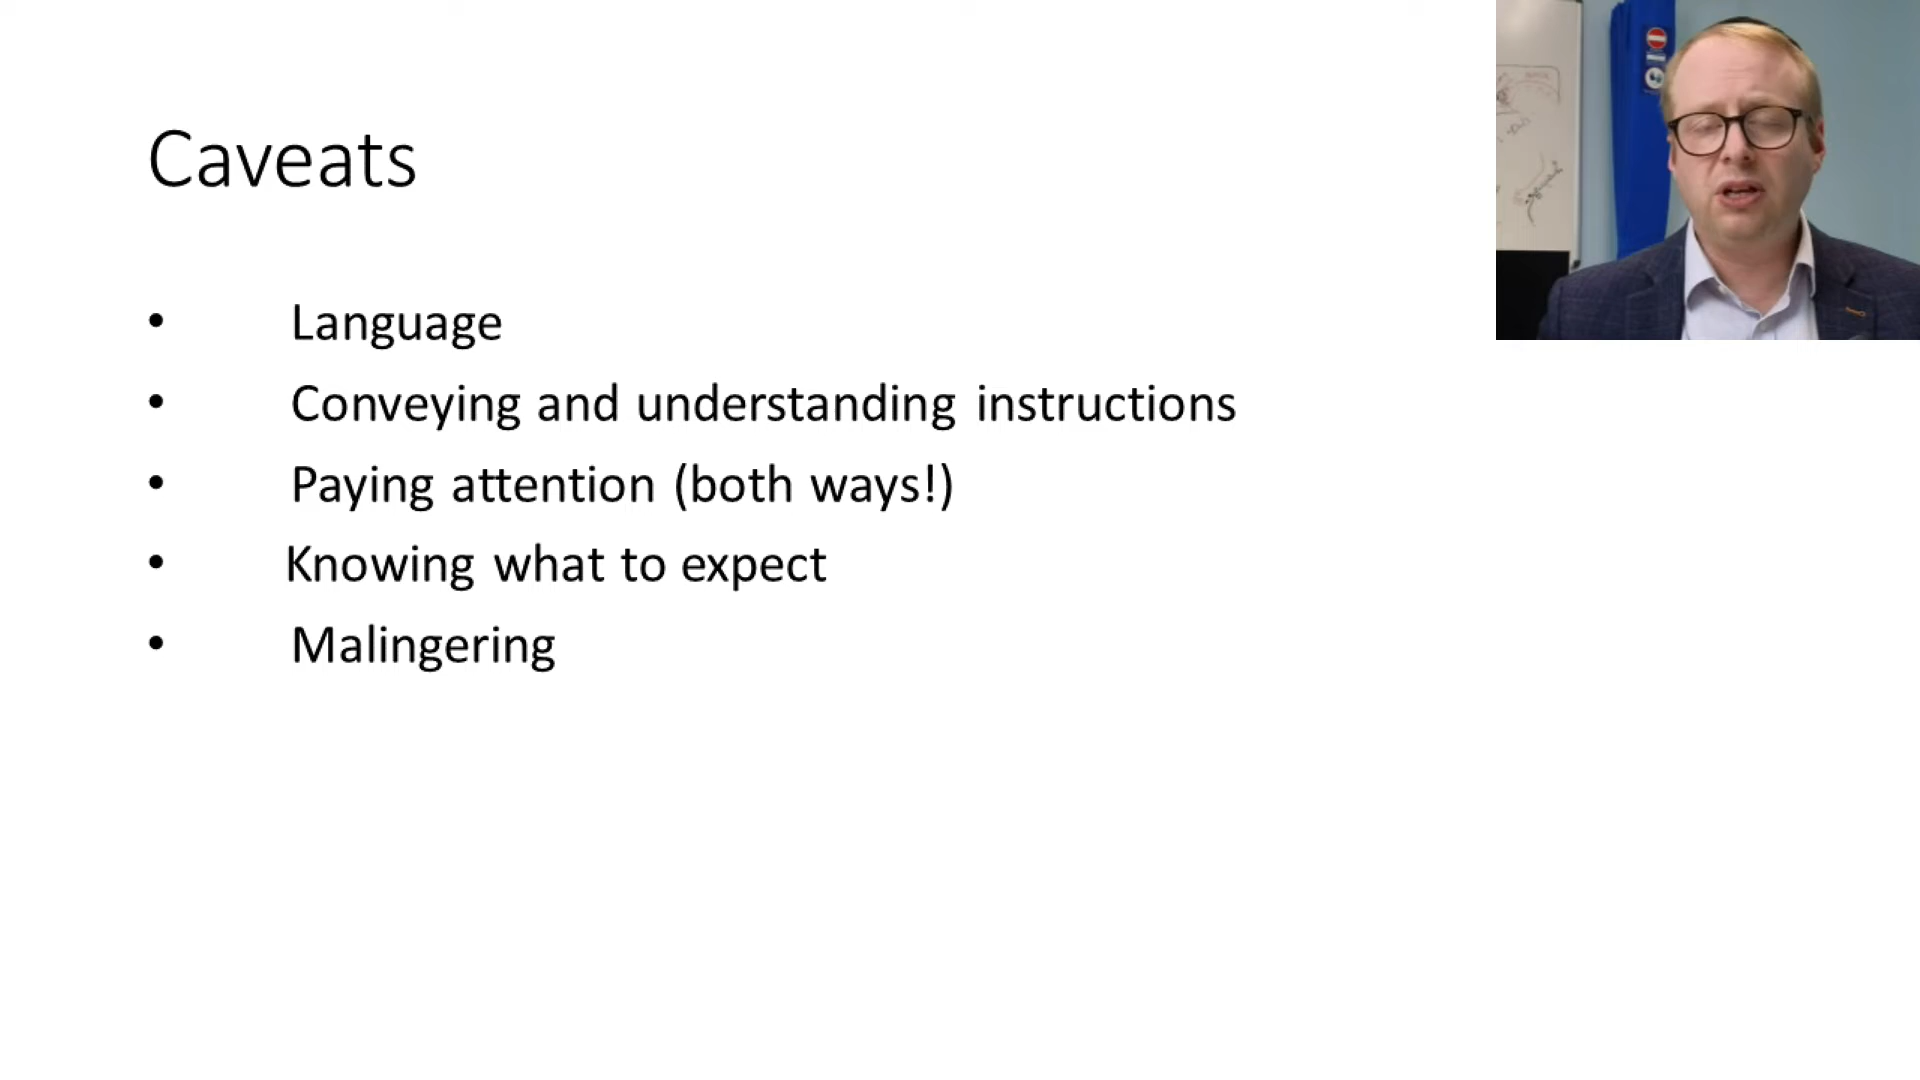 Caveats
• Language
• Conveying and understanding instructions
• Paying attention (both ways!)
• Knowing what to expect
• Malingering